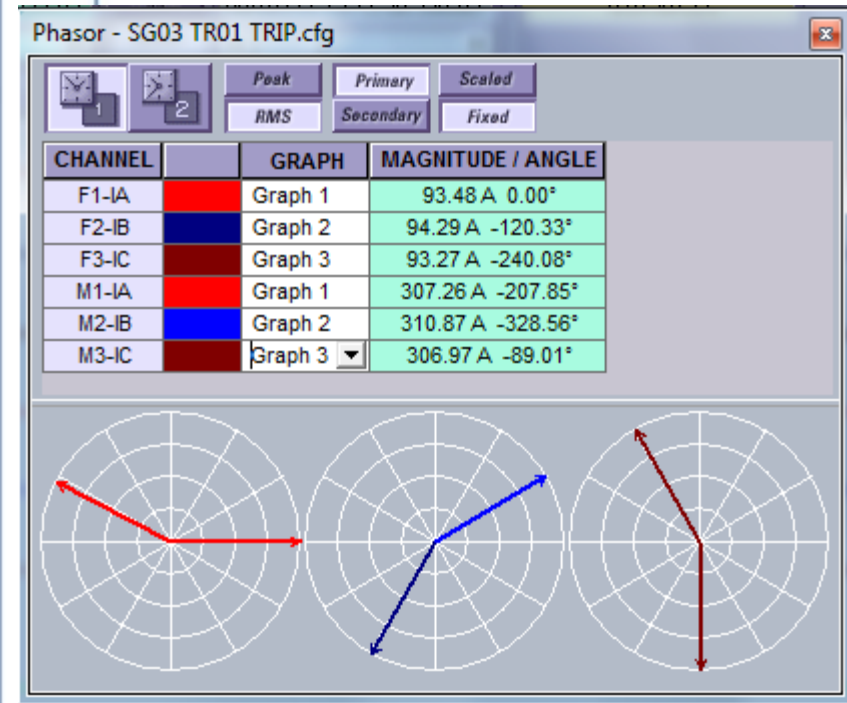 Phasor - SG03 TR01 TRIP.cfg
1 2 Peak Primary Scaled
RMS Secondary Fixed
CHANNEL GRAPH MAGNITUDE / ANGLE
F1-IA Graph 1 93.48 A 0.00°
F2-IB Graph 2 94.29 A -120.33°
F3-IC Graph 3 93.27 A -240.08°
M1-IA Graph 1 307.26 A -207.85°
M2-IB Graph 2 310.87 A -328.56°
M3-IC Graph 3 306.97 A -89.01°